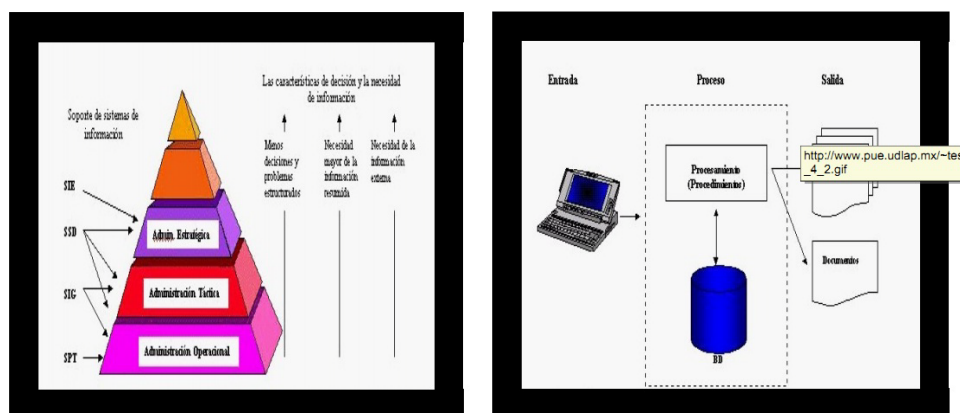 Las características de decisión y la necesidad
de información
Soporte de sistemas de
información
Menos
decisiones y
problemas
estructurados
Necesidad
mayor de la
información
resumida
Necesidad de la
información
externa
SIE
SSD
SIG
SPT
Admin. Estratégica
Administración Táctica
Administración Operacional
Entrada
Proceso
Salida
Procesamiento
(Procedimientos)
http://www.pue.udlap.mx/~tes
_4_2.gif
Documentos
BD